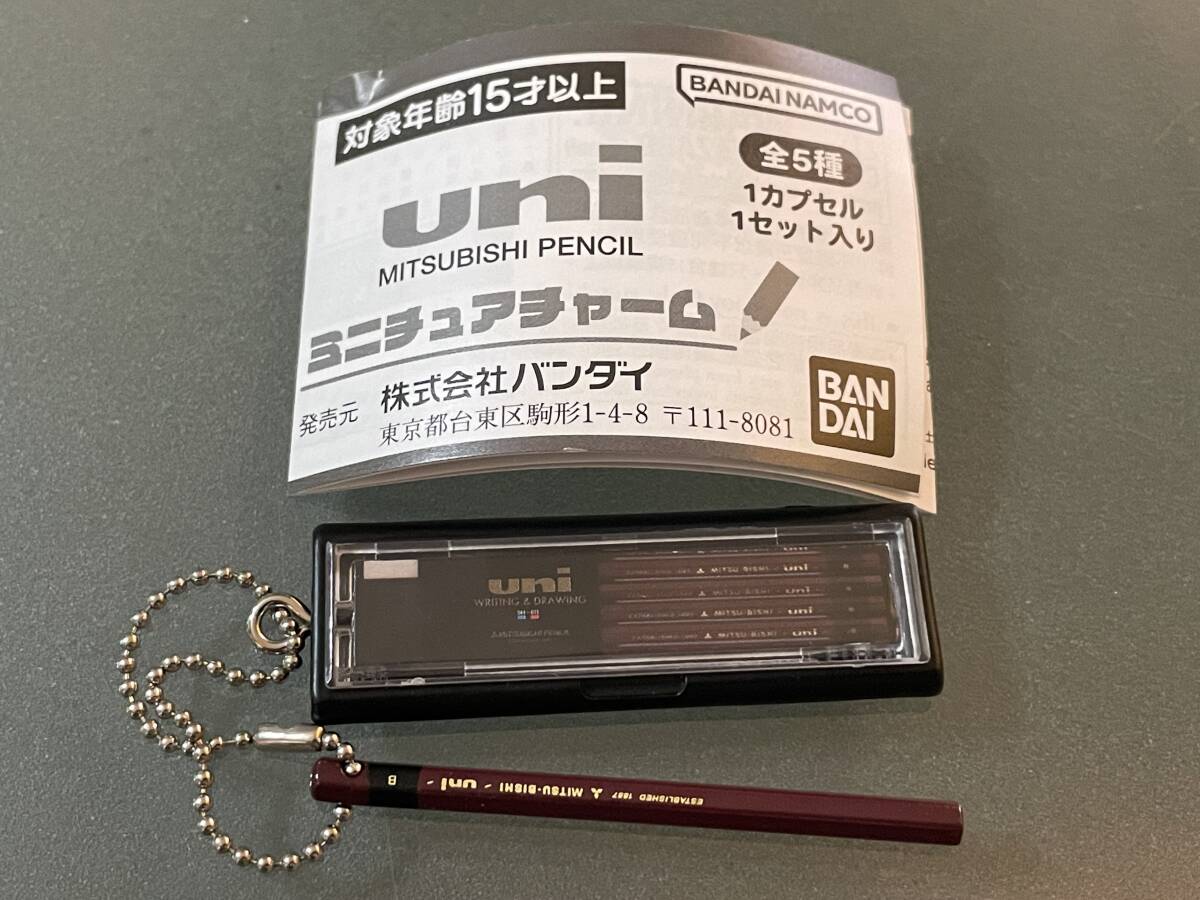 対象年齢15才以上
BANDAI NAMCO
uni
MITSUBISHI PENCIL
全5種
1カプセル
1セット入り
ミニチュアチャーム
発売元 株式会社バンダイ
東京都台東区駒形1-4-8 〒111-8081
BAN
DAI
uni
WRITING & DRAWING
MITSUBISHI PENCIL
MITSU-BISHI - uni
MITSU-BISHI - uni
MITSU-BISHI - uni
MITSU-BISHI - uni
B uni - MITSU-BISHI ESTABLISHED 1887